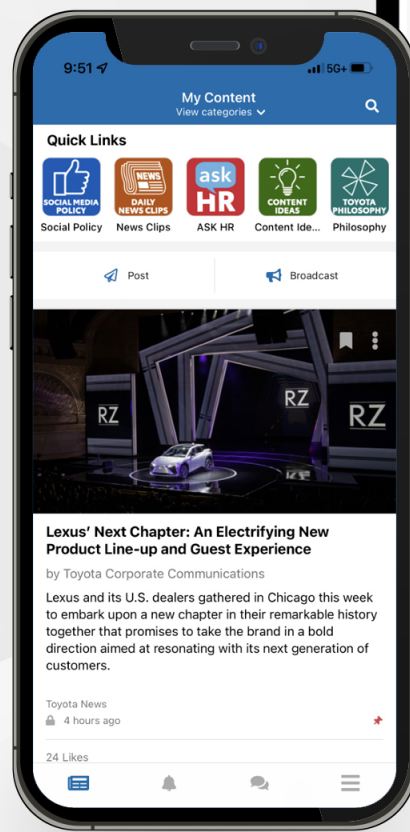 9:51
5G+
My Content
View categories
Quick Links
SOCIAL MEDIA
POLICY
NEWS
DAILY
NEWS CLIPS
ask
HR
CONTENT
IDEAS
TOYOTA
PHILOSOPHY
Social Policy
News Clips
ASK HR
Content Ide...
Philosophy
Post
Broadcast
RZ
RZ
RZ
Lexus’ Next Chapter: An Electrifying New
Product Line-up and Guest Experience
by Toyota Corporate Communications
Lexus and its U.S. dealers gathered in Chicago this week
to embark upon a new chapter in their remarkable history
together that promises to take the brand in a bold
direction aimed at resonating with its next generation of
customers.
Toyota News
4 hours ago
24 Likes